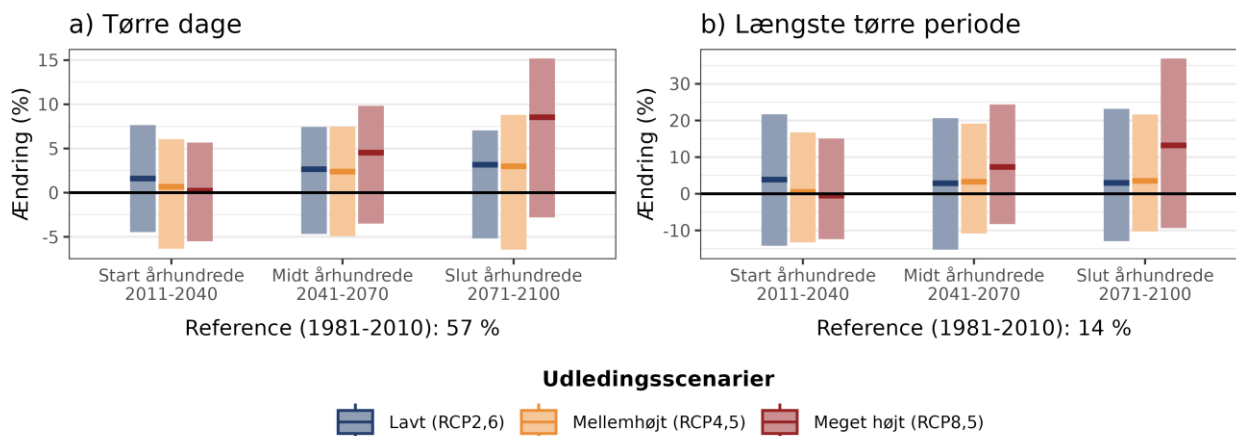 a) Tørre dage
Ændring (%)
15
10
5
0
-5
Start århundrede
2011-2040
Midt århundrede
2041-2070
Slut århundrede
2071-2100
Reference (1981-2010): 57 %
b) Længste tørre periode
Ændring (%)
30
20
10
0
-10
Start århundrede
2011-2040
Midt århundrede
2041-2070
Slut århundrede
2071-2100
Reference (1981-2010): 14 %
Udledingsscenarier
Lavt (RCP2,6)
Mellemhøjt (RCP4,5)
Meget højt (RCP8,5)